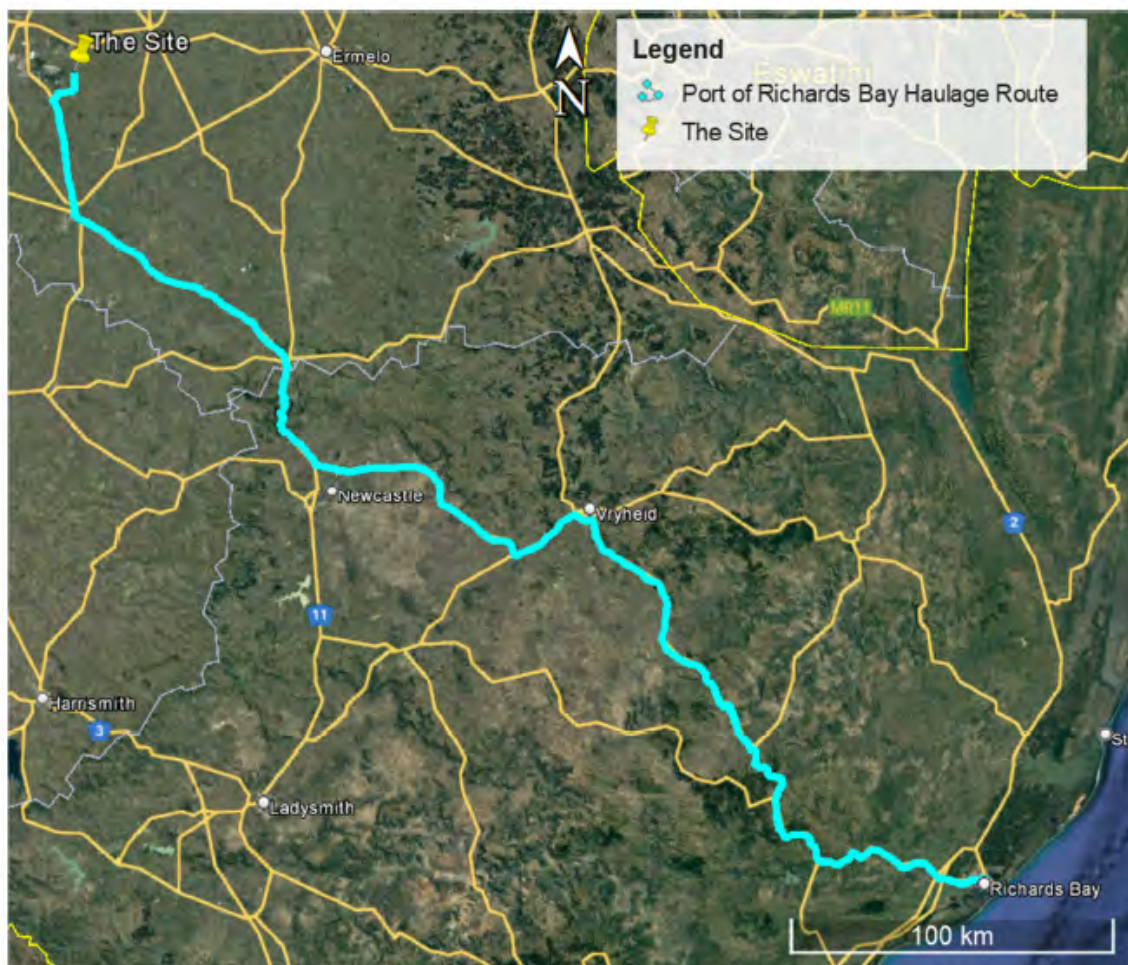 The Site
Ermelo
N
Legend
Eswatini
Port of Richards Bay Haulage Route
The Site
MR11
Newcastle
Vryheid
2
11
Harrismith
3
St
Ladysmith
Richards Bay
100 km